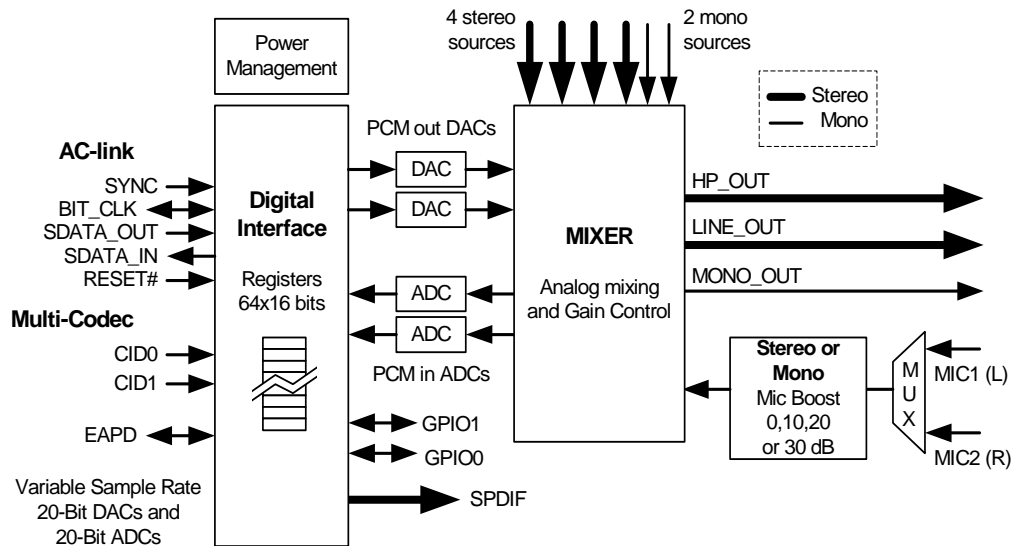 Power
Management
4 stereo
sources
2 mono
sources
Stereo
Mono
AC-link
SYNC
BIT_CLK
SDATA_OUT
SDATA_IN
RESET#
Multi-Codec
CID0
CID1
EAPD
Variable Sample Rate
20-Bit DACs and
20-Bit ADCs
Digital
Interface
Registers
64x16 bits
PCM out DACs
DAC
DAC
ADC
ADC
PCM in ADCs
GPIO1
GPIO0
SPDIF
MIXER
Analog mixing
and Gain Control
HP_OUT
LINE_OUT
MONO_OUT
Stereo or
Mono
Mic Boost
0,10,20
or 30 dB
MUX
MIC1 (L)
MIC2 (R)